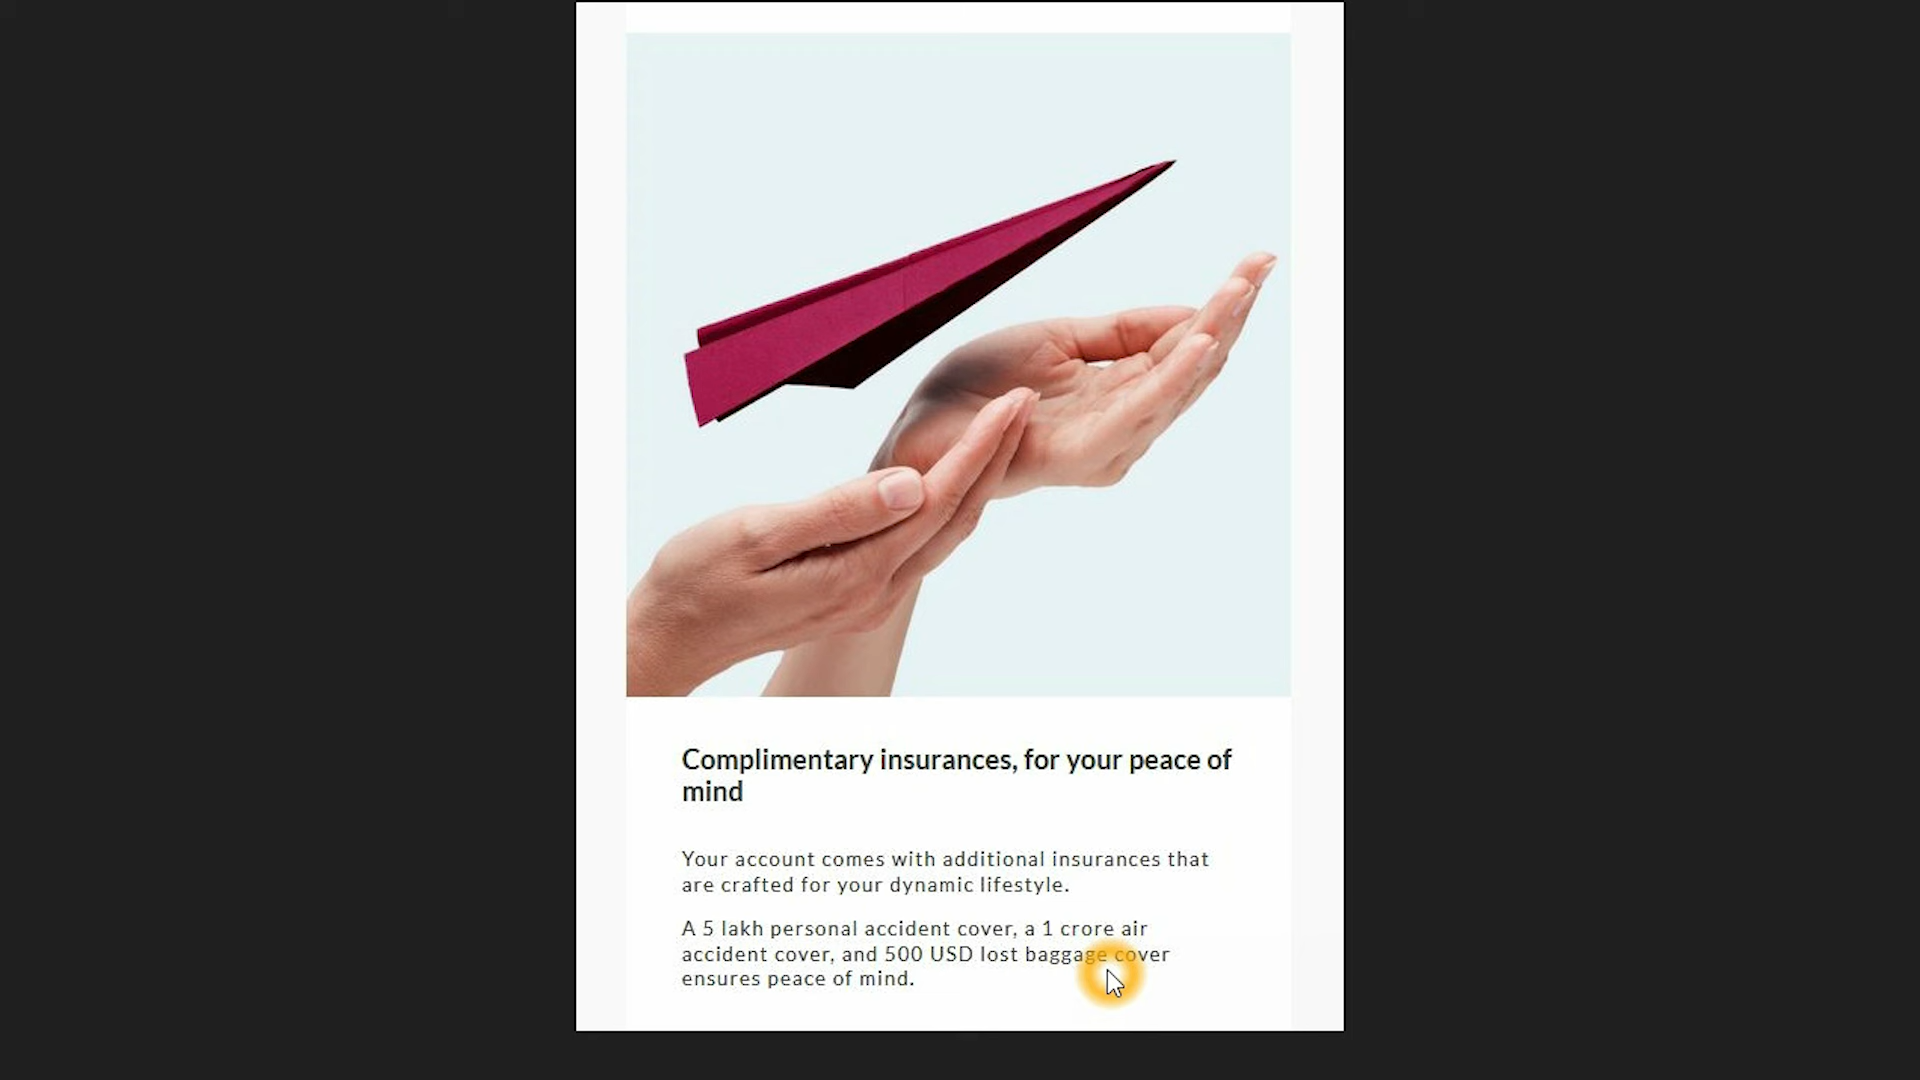 Complimentary insurances, for your peace of
mind
Your account comes with additional insurances that
are crafted for your dynamic lifestyle.
A 5 lakh personal accident cover, a 1 crore air
accident cover, and 500 USD lost baggage cover
ensures peace of mind.